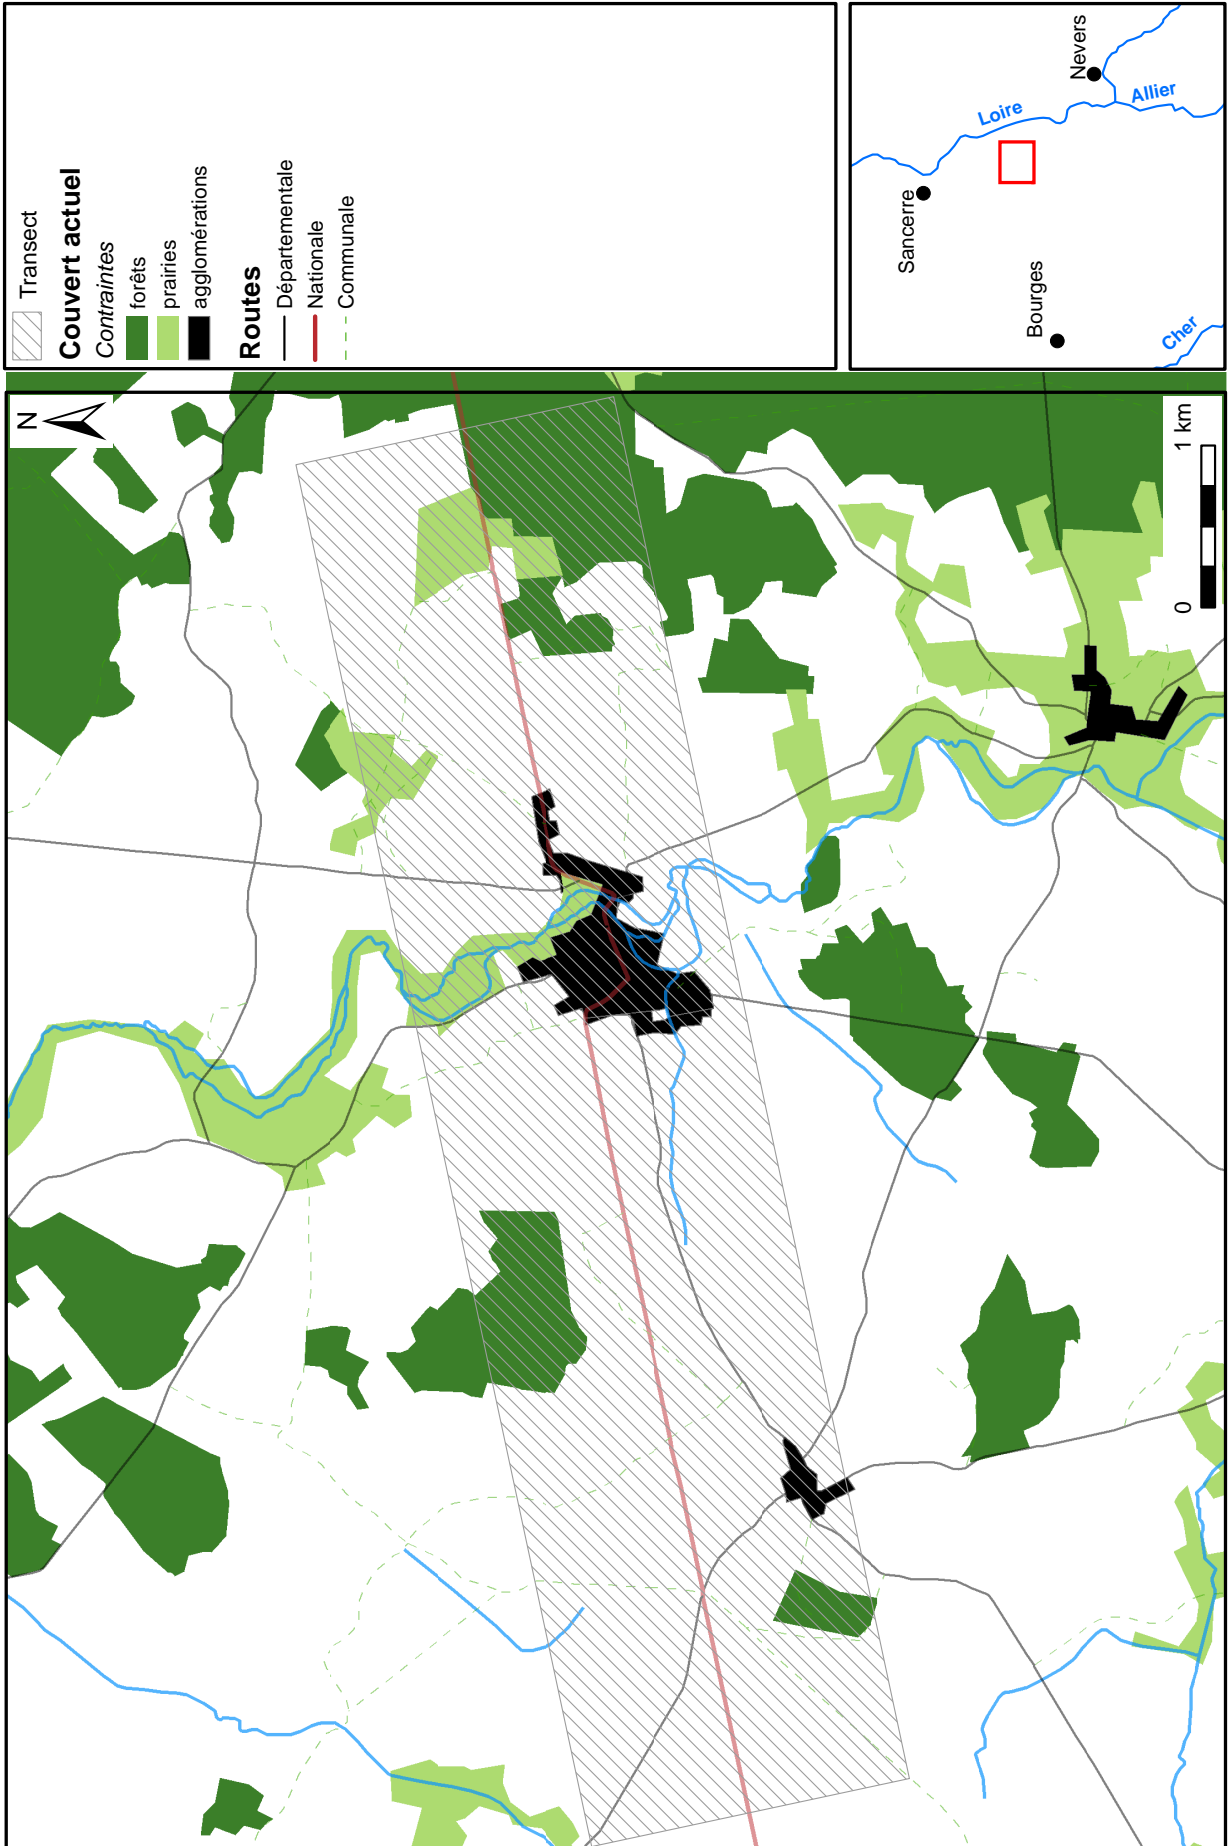 Transect
Couvert actuel
Contraintes
forêts
prairies
agglomérations
Routes
Départementale
Nationale
Communale
Sancerre
Bourges
Nevers
Loire
Allier
Cher
N
0 1 km